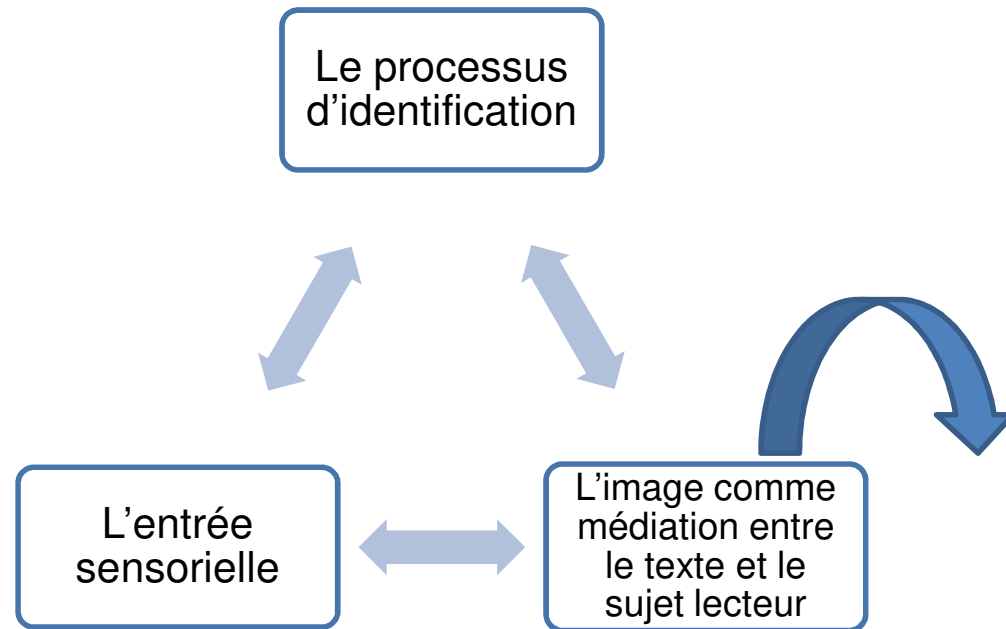 Le processus
d’identification
L’entrée
sensorielle
L’image comme
médiation entre
le texte et le
sujet lecteur